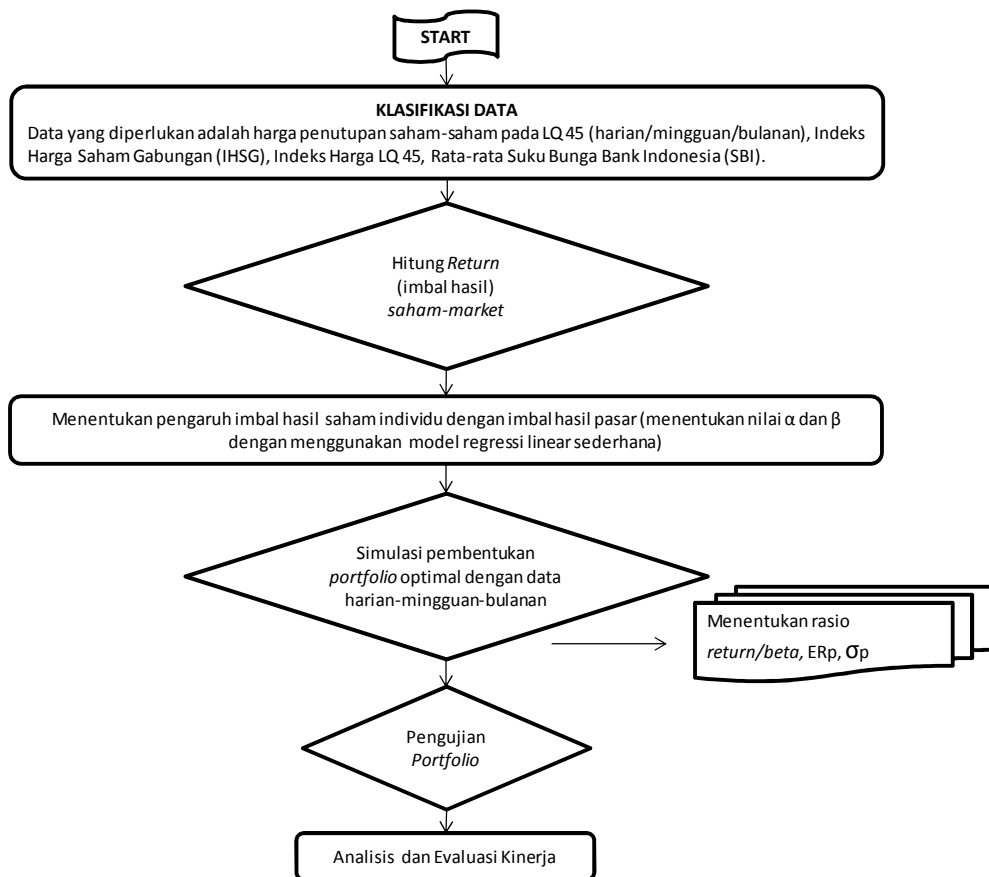 START
KLASIFIKASI DATA
Data yang diperlukan adalah harga penutupan saham-saham pada LQ 45 (harian/mingguan/bulanan), Indeks
Harga Saham Gabungan (IHSG), Indeks Harga LQ 45, Rata-rata Suku Bunga Bank Indonesia (SBI).
Hitung Return
(imbal hasil)
saham-market
Menentukan pengaruh imbal hasil saham individu dengan imbal hasil pasar (menentukan nilai α dan β
dengan menggunakan model regressi linear sederhana)
Simulasi pembentukan
portfolio optimal dengan data
harian-mingguan-bulanan
Menentukan rasio
return/beta, ERp, σp
Pengujian
Portfolio
Analisis dan Evaluasi Kinerja